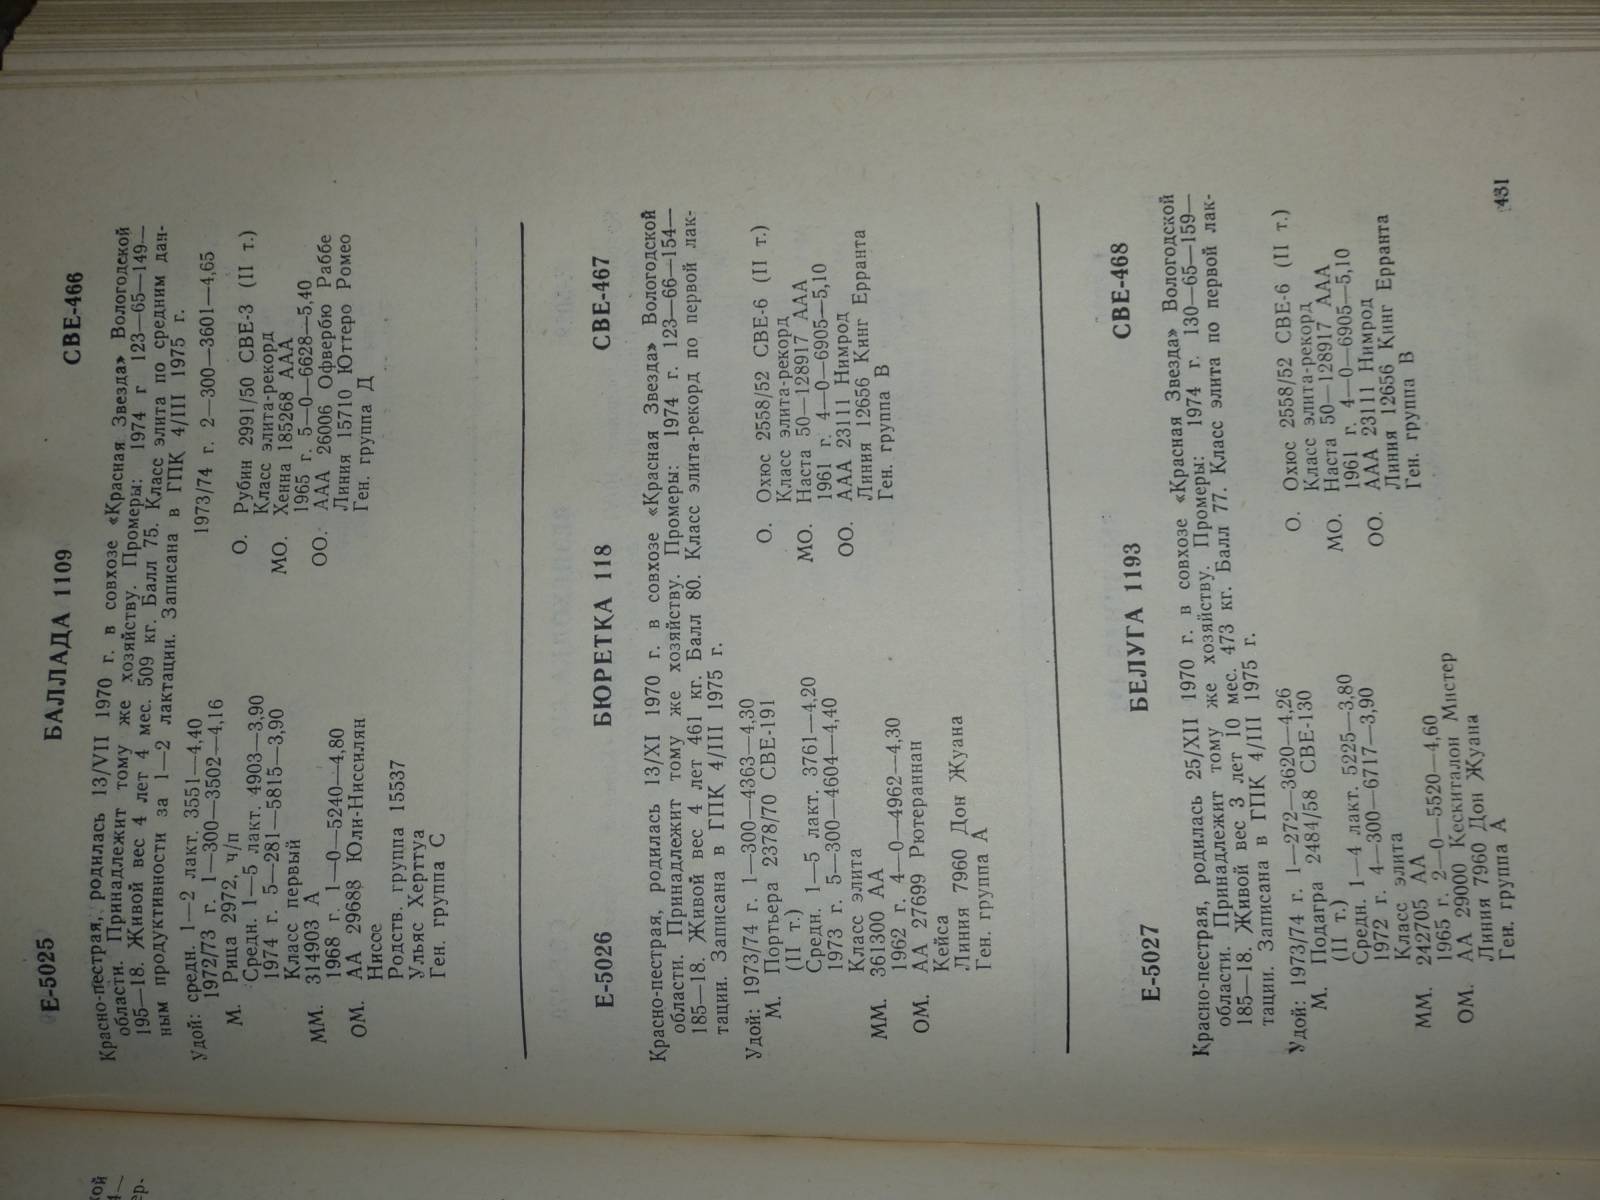 Е-5025 БАЛЛАДА 1109 СВЕ-466
Красно-пестрая, родилась 13/VII 1970 г. в совхозе «Красная Звезда» Вологодской
области. Принадлежит тому же хозяйству. Промеры: 1974 г 123—65—149—
195—18. Живой вес 4 лет 4 мес. 509 кг. Балл 75. Класс элита по средним дан-
ным продуктивности за 1—2 лактации. Записана в ГПК 4/III 1975 г.
Удой: средн. 1—2 лакт. 3551—4,40
1972/73 г. 1—300—3502—4,16 1973/74 г. 2—300—3601—4,65
М. Рица 2972, ч/п
Средн. 1—5 лакт. 4903—3,90
1974 г. 5—281—5815—3,90
Класс первый
ММ. 314903 А
1968 г. 1—0—5240—4,80
ОМ. АА 29688 Юли-Ниссилян
Ниссе
Родств. группа 15537
Ульяс Херттуа
Ген. группа С
О. Рубин 2991/50 СВЕ-3 (II т.)
Класс элита-рекорд
МО. Хенна 185268 ААА
1965 г. 5—0—6628—5,40
ОО. ААА 26006 Офвербю Раббе
Линия 15710 Юттеро Ромео
Ген. группа Д
Е-5026 БЮРЕТКА 118 СВЕ-467
Красно-пестрая, родилась 13/XI 1970 г. в совхозе «Красная Звезда» Вологодской
области. Принадлежит тому же хозяйству. Промеры: 1974 г. 123—66—154—
185—18. Живой вес 4 лет 461 кг. Балл 80. Класс элита-рекорд по первой лак-
тации. Записана в ГПК 4/III 1975 г.
Удой: 1973/74 г. 1—300—4363—4,30
М. Портьера 2378/70 СВЕ-191
(II т.)
Средн. 1—5 лакт. 3761—4,20
1973 г. 5—300—4604—4,40
Класс элита
ММ. 361300 АА
1962 г. 4—0—4962—4,30
ОМ. АА 27699 Рютераннан
Кейса
Линия 7960 Дон Жуана
Ген. группа А
О. Охюс 2558/52 СВЕ-6 (II т.)
Класс элита-рекорд
МО. Наста 50—128917 ААА
1961 г. 4—0—6905—5,10
ОО. ААА 23111 Нимрод
Линия 12656 Кинг Ерранта
Ген. группа В
Е-5027 БЕЛУГА 1193 СВЕ-468
Красно-пестрая, родилась 25/XII 1970 г. в совхозе «Красная Звезда» Вологодской
области. Принадлежит тому же хозяйству. Промеры: 1974 г. 130—65—159—
185—18. Живой вес 3 лет 10 мес. 473 кг. Балл 77. Класс элита по первой лак-
тации. Записана в ГПК 4/III 1975 г.
Удой: 1973/74 г. 1—272—3620—4,26
М. Подагра 2484/58 СВЕ-130
(II т.)
Средн. 1—4 лакт. 5225—3,80
1972 г. 4—300—6717—3,90
Класс элита
ММ. 242705 АА
1965 г. 2—0—5520—4,60
ОМ. АА 29000 Кескиталон Мистер
Линия 7960 Дон Жуана
Ген. группа А
О. Охюс 2558/52 СВЕ-6 (II т.)
Класс элита-рекорд
МО. Наста 50—128917 ААА
1961 г. 4—0—6905—5,10
ОО. ААА 23111 Нимрод
Линия 12656 Кинг Ерранта
Ген. группа В
431